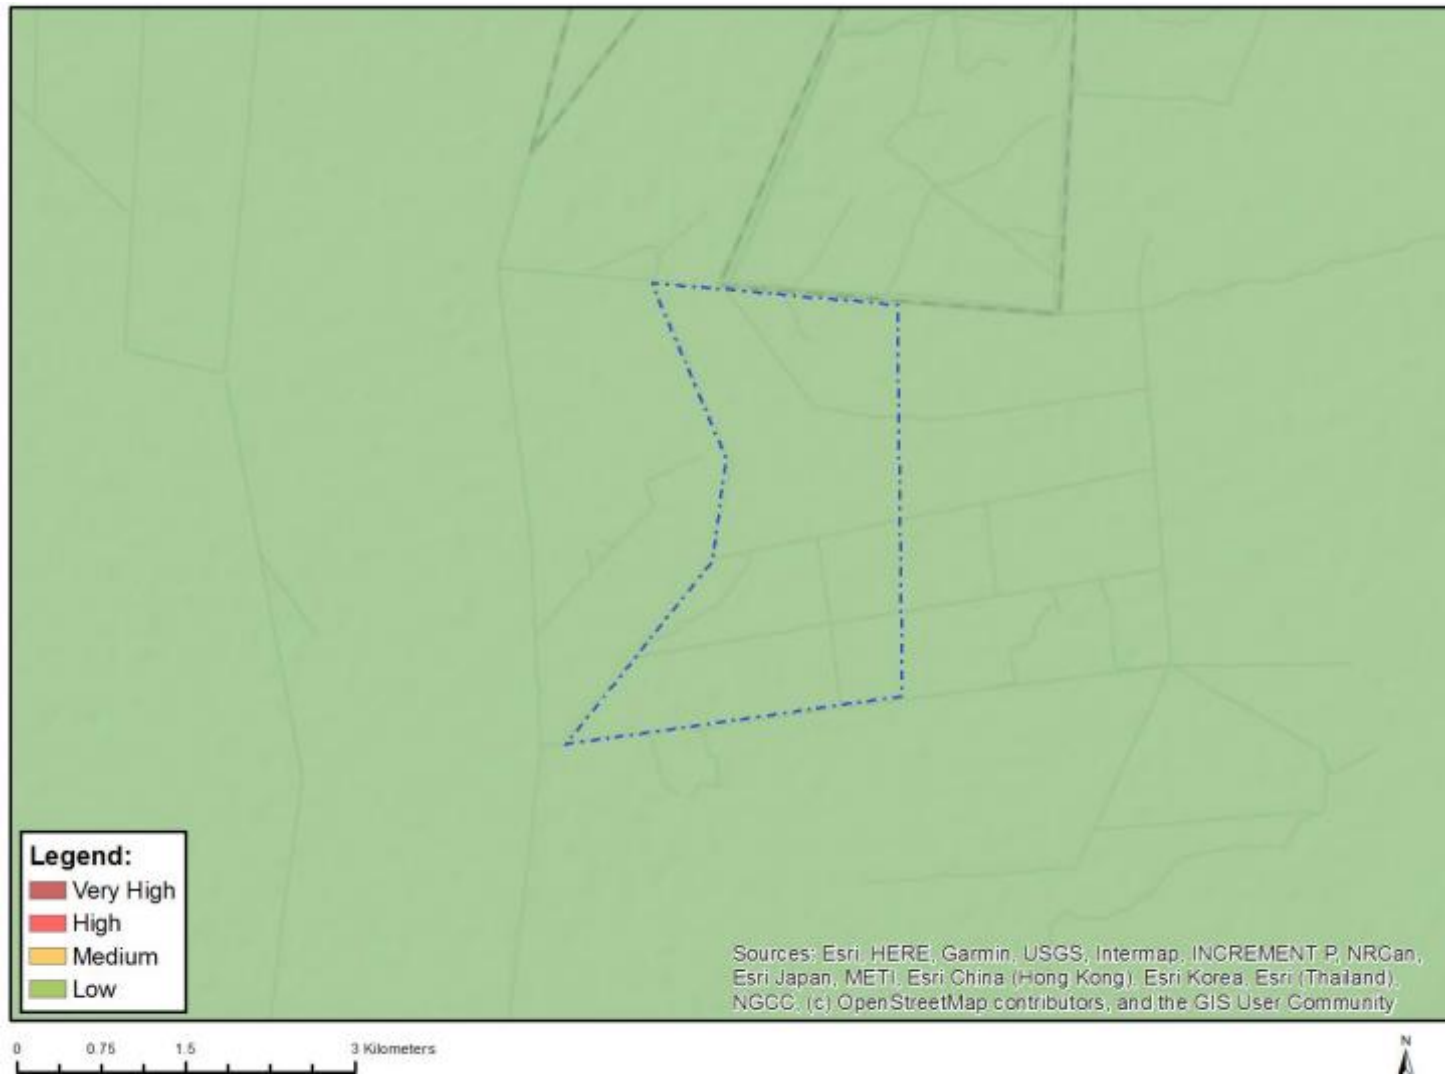 Legend:
Very High
High
Medium
Low
Sources: Esri, HERE, Garmin, USGS, Intermap, INCREMENT P, NRCan,
Esri Japan, METI, Esri China (Hong Kong), Esri Korea, Esri (Thailand),
NGCC, (c) OpenStreetMap contributors, and the GIS User Community
0 0.75 1.5 3 Kilometers
N